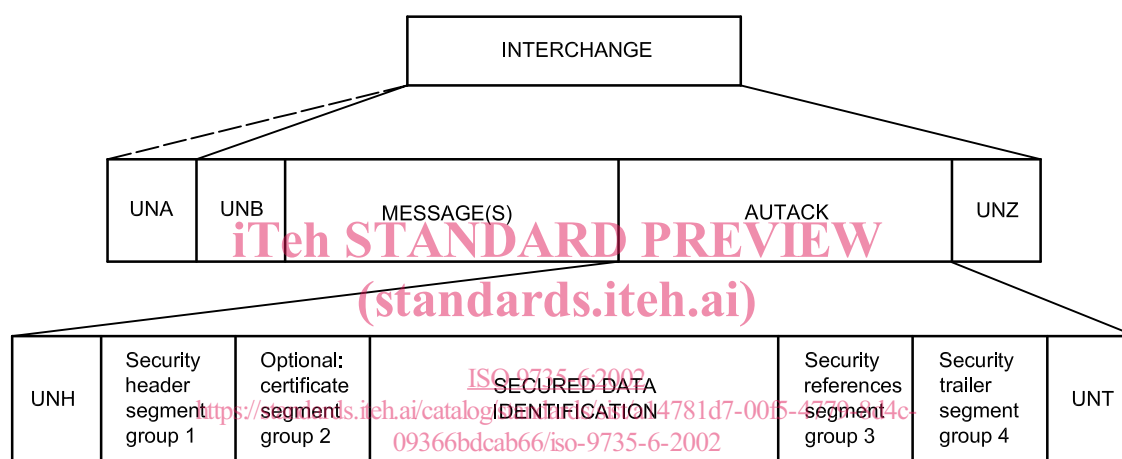 INTERCHANGE
UNA
UNB
MESSAGE(S)
AUTACK
UNZ
iTeh STANDARD PREVIEW
(standards.iteh.ai)
UNH
Security
header
segment
group 1
Optional:
certificate
segment
group 2
SECURED DATA
IDENTIFICATION
Security
references
segment
group 3
Security
trailer
segment
group 4
UNT
ISO 9735-6:2002
09366bdcab66/iso-9735-6-2002